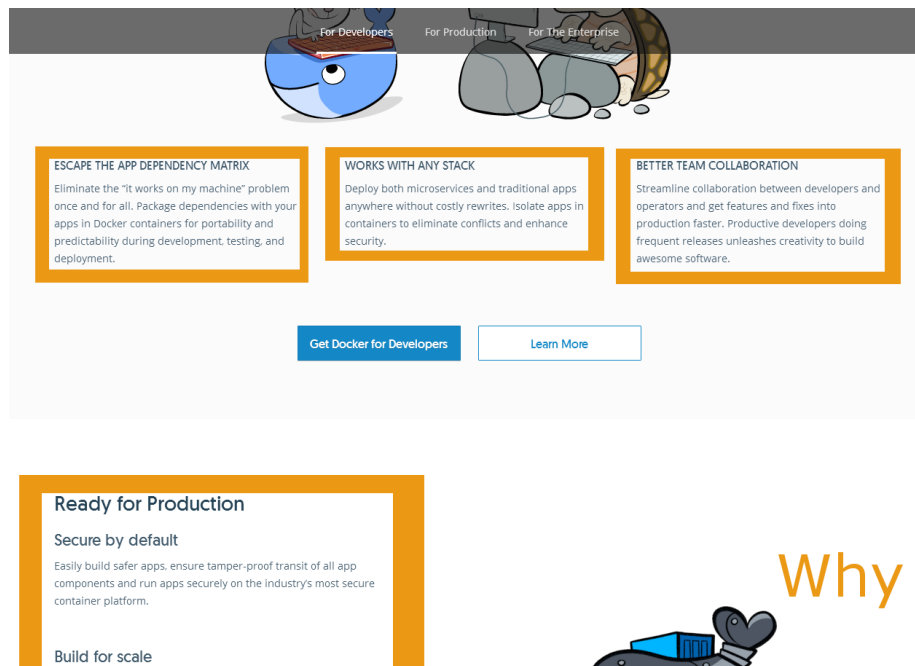 For Developers
For Production
For The Enterprise
ESCAPE THE APP DEPENDENCY MATRIX
Eliminate the "it works on my machine" problem
once and for all. Package dependencies with your
apps in Docker containers for portability and
predictability during development, testing, and
deployment.
WORKS WITH ANY STACK
Deploy both microservices and traditional apps
anywhere without costly rewrites. Isolate apps in
containers to eliminate conflicts and enhance
security.
BETTER TEAM COLLABORATION
Streamline collaboration between developers and
operators and get features and fixes into
production faster. Productive developers doing
frequent releases unleashes creativity to build
awesome software.
Get Docker for Developers
Learn More
Ready for Production
Secure by default
Easily build safer apps, ensure tamper-proof transit of all app
components and run apps securely on the industry's most secure
container platform.
Why
Build for scale